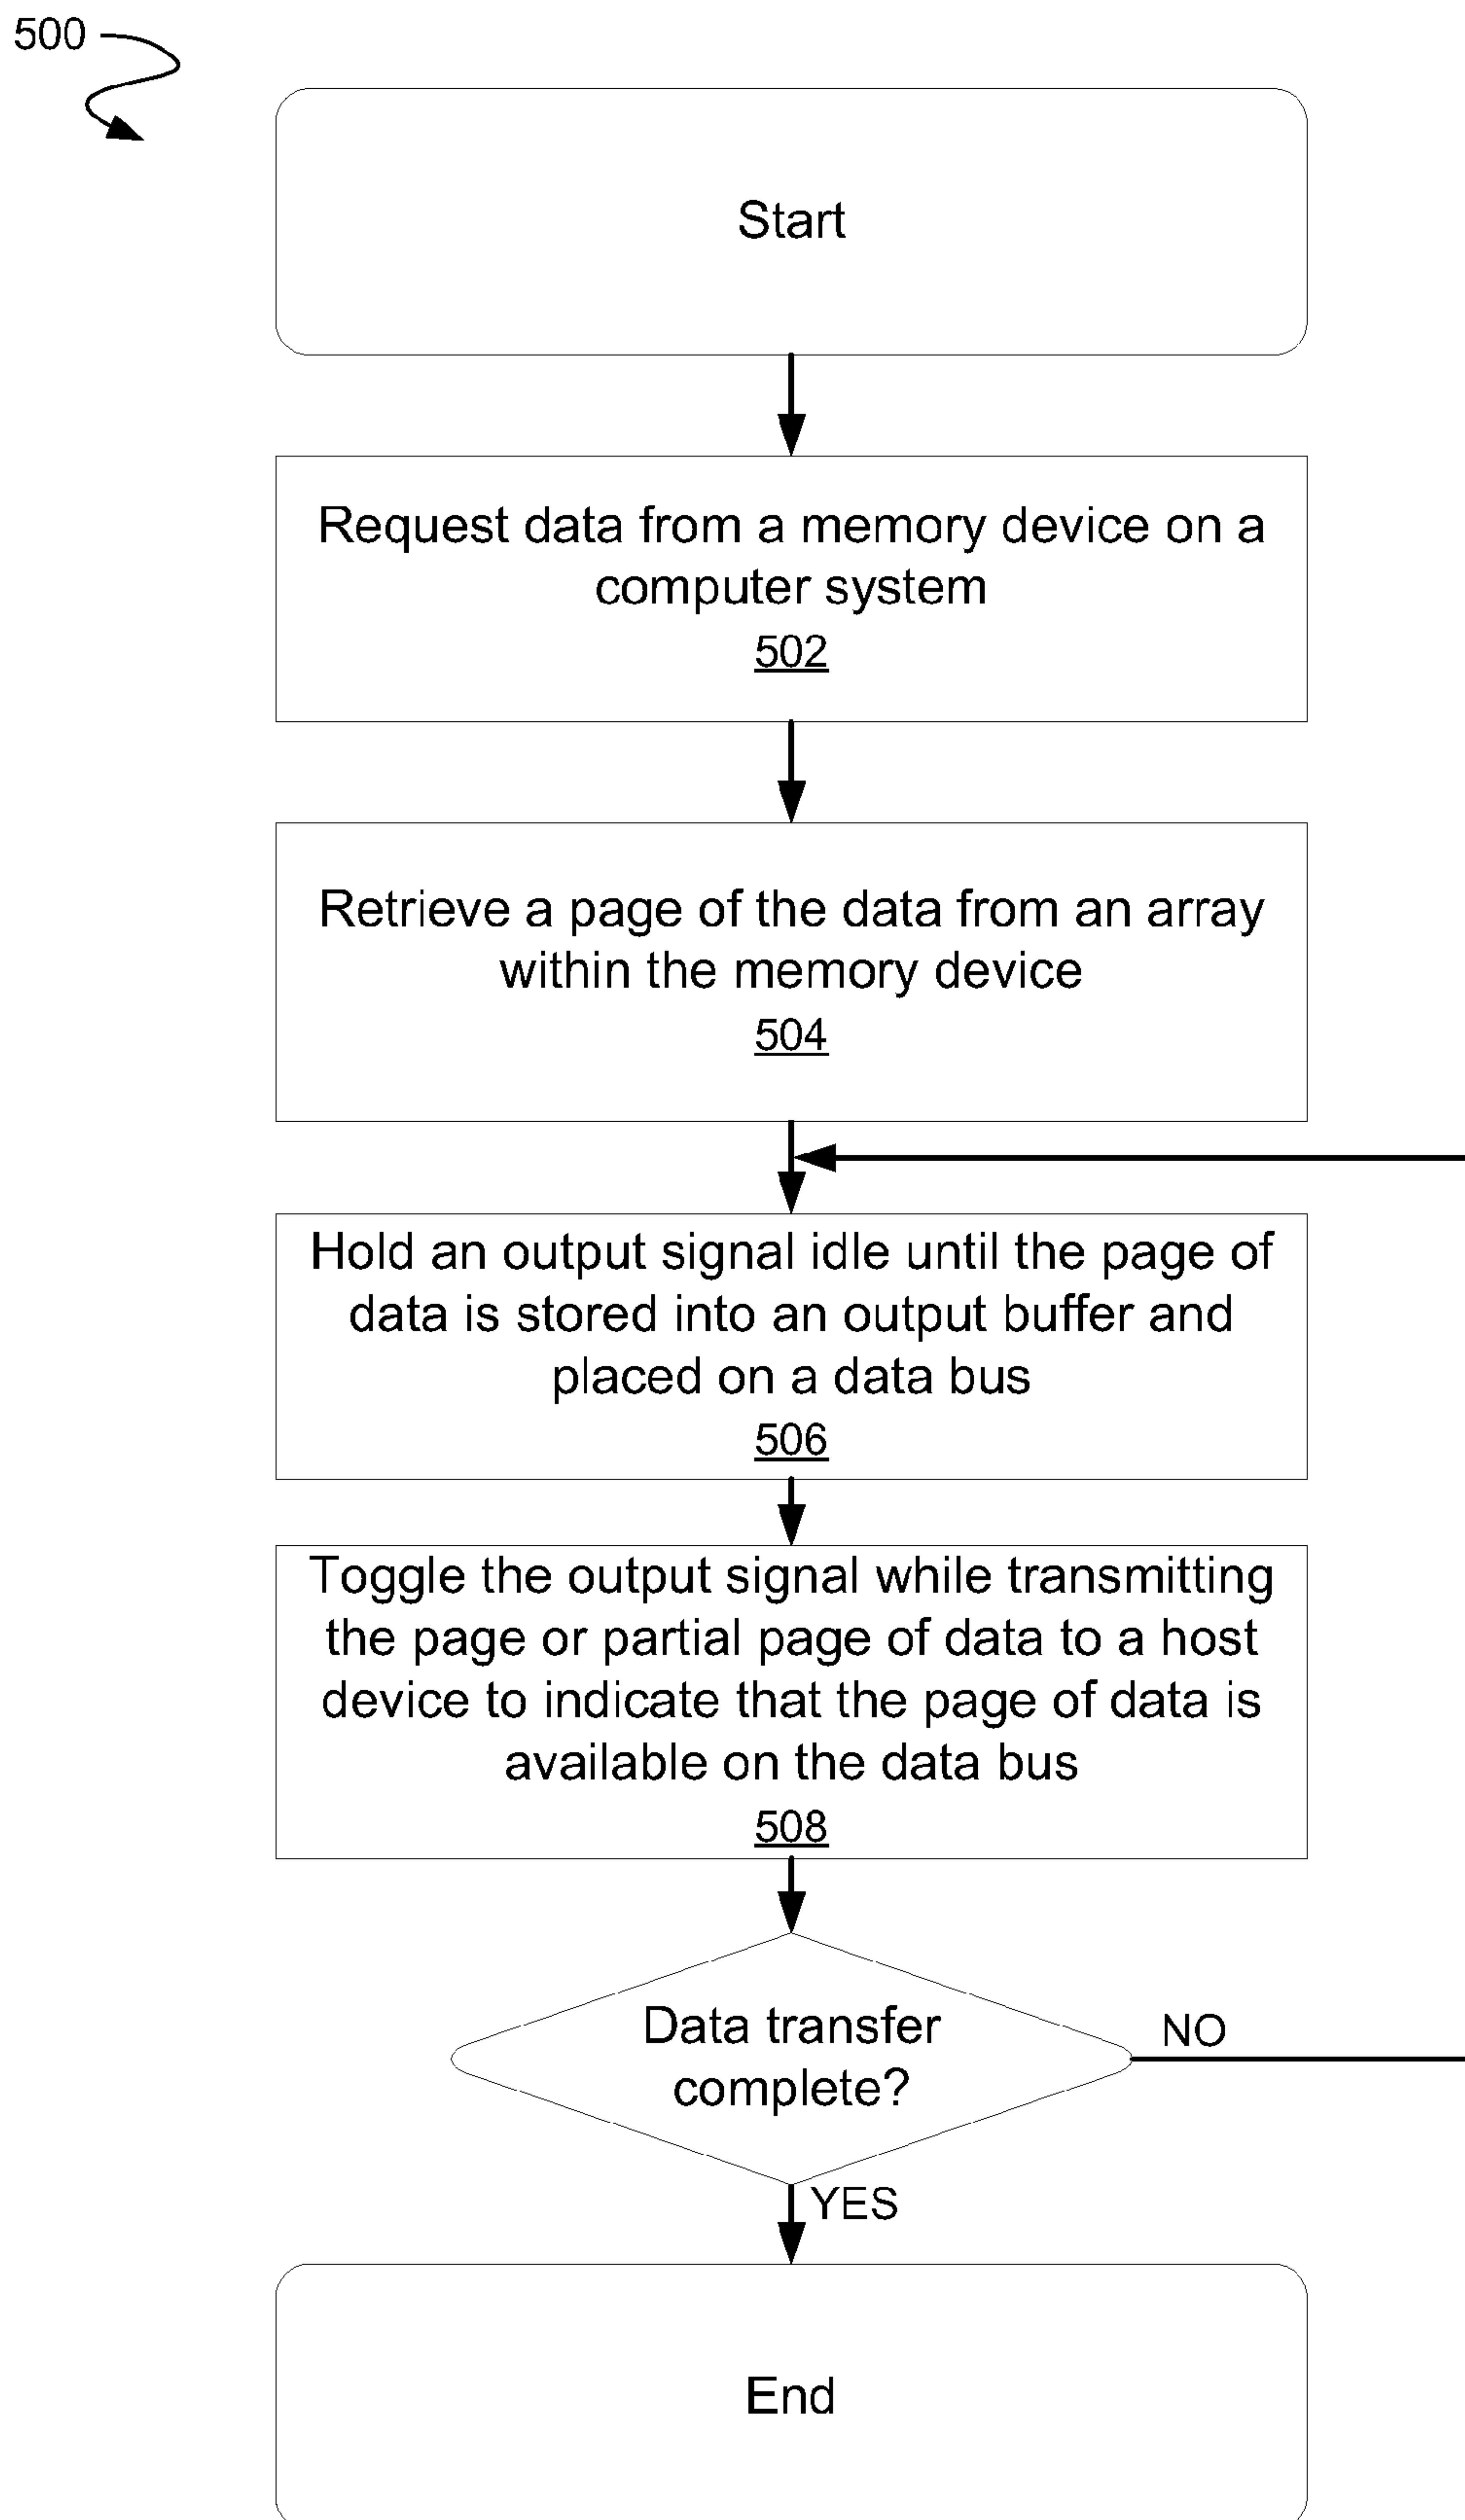 500
Start
Request data from a memory device on a
computer system
502
Retrieve a page of the data from an array
within the memory device
504
Hold an output signal idle until the page of
data is stored into an output buffer and
placed on a data bus
506
Toggle the output signal while transmitting
the page or partial page of data to a host
device to indicate that the page of data is
available on the data bus
508
Data transfer
complete?
NO
YES
End